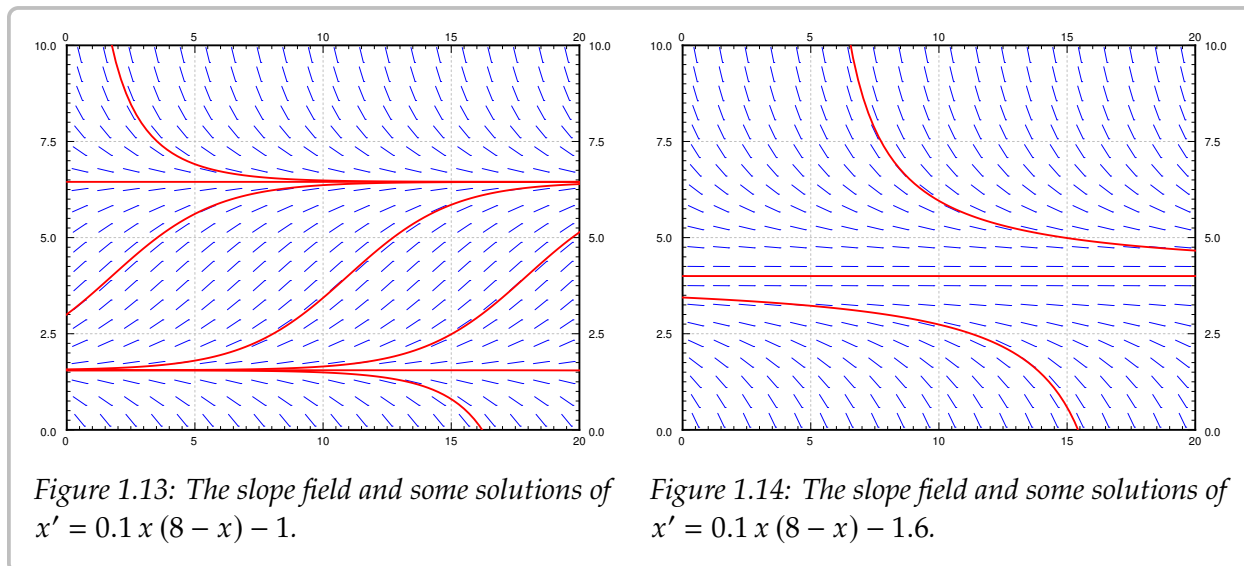 0 5 10 15 20 0 5 10 15 20
10.0 10.0 10.0 10.0
7.5 7.5 7.5 7.5
5.0 5.0 5.0 5.0
2.5 2.5 2.5 2.5
0.0 0.0 0.0 0.0
0 5 10 15 20 0 5 10 15 20
Figure 1.13: The slope field and some solutions of
x′ = 0.1 x (8 − x) − 1.
Figure 1.14: The slope field and some solutions of
x′ = 0.1 x (8 − x) − 1.6.